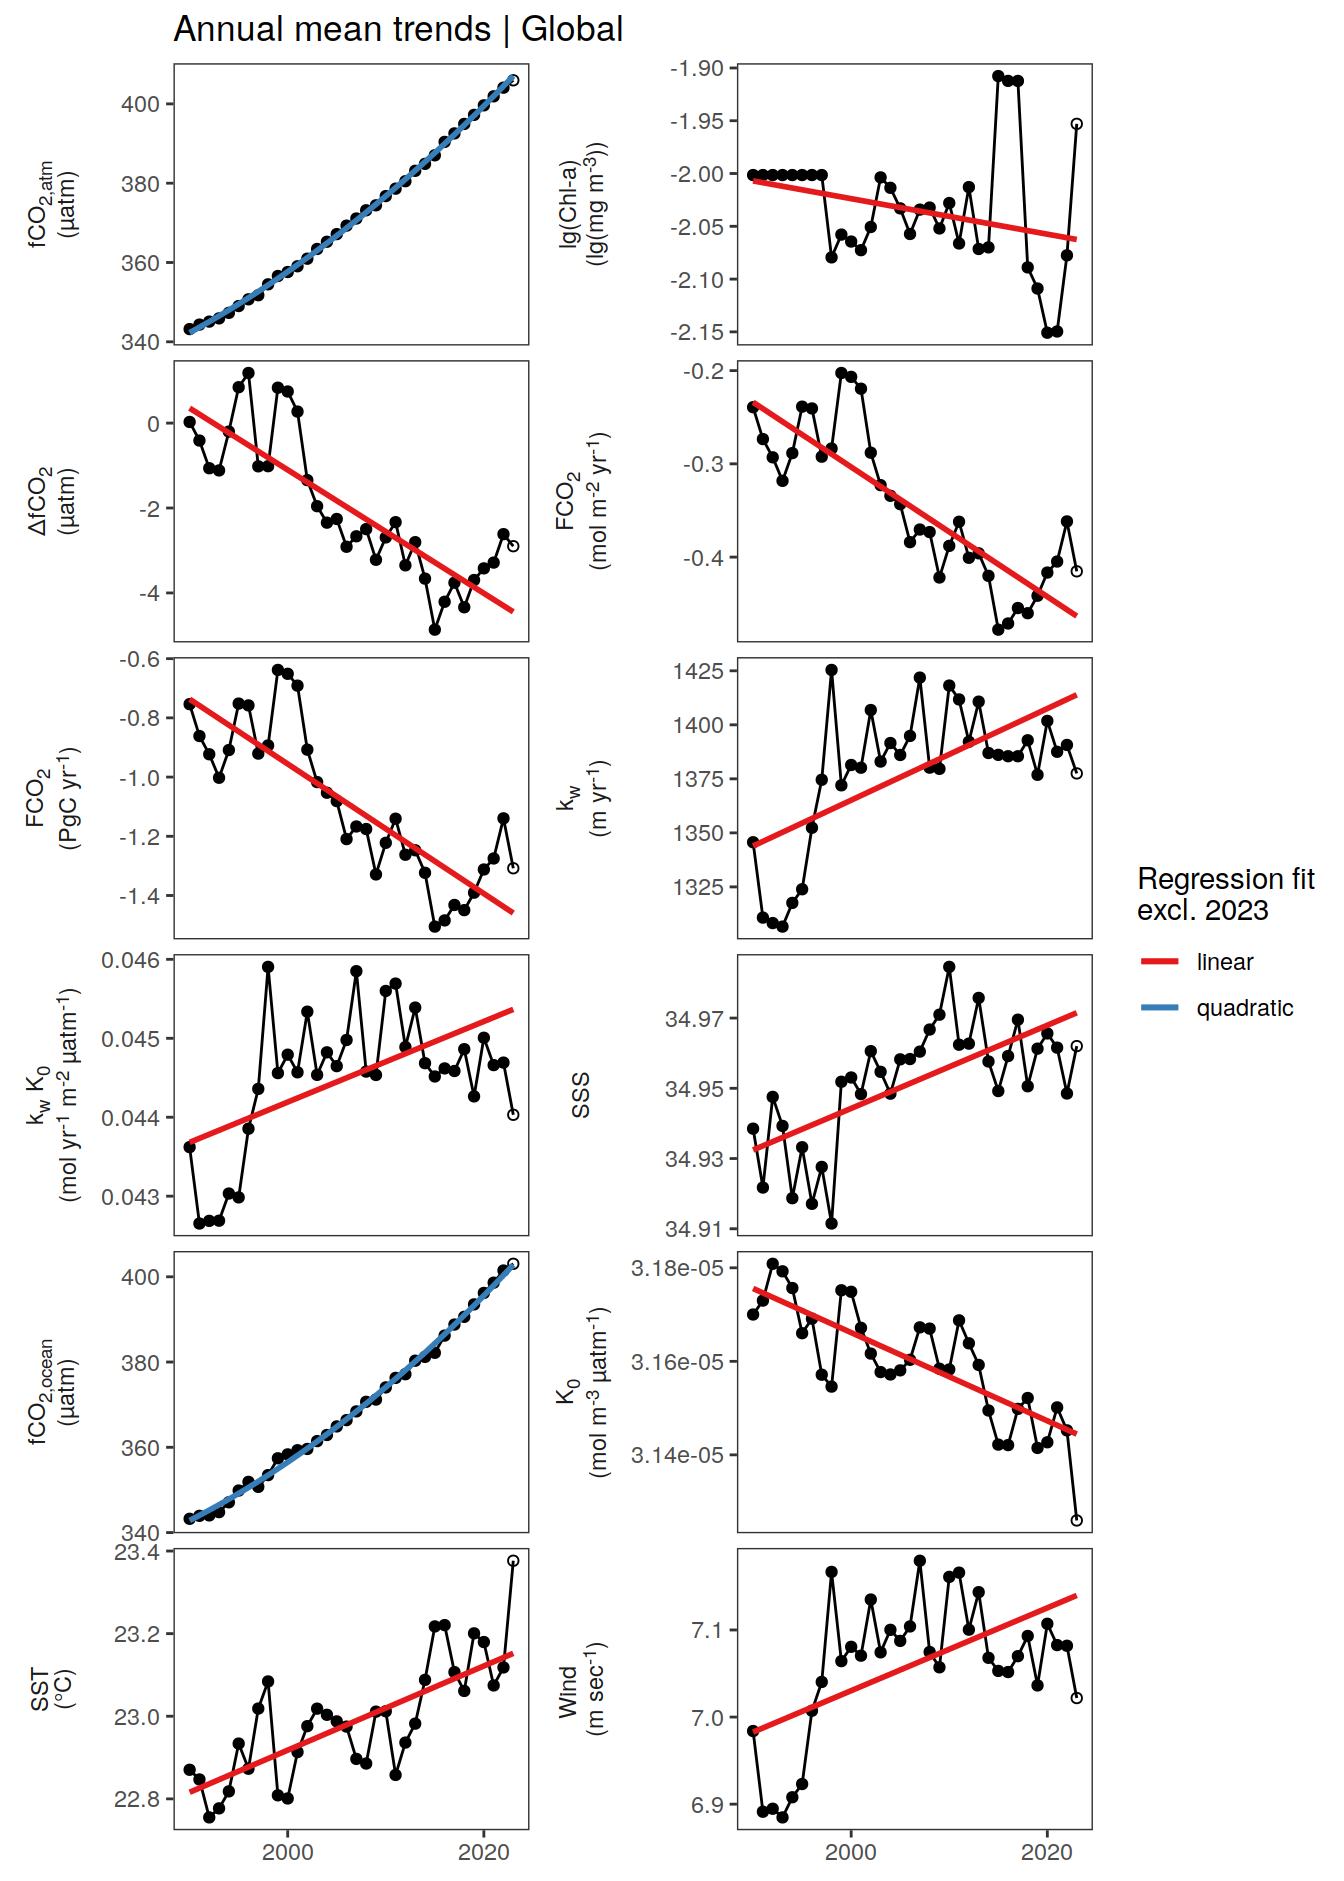 Annual mean trends | Global
fCO2,atm
(µatm)
400
380
360
340
lg(Chl-a)
(lg(mg m-3))
-1.90
-1.95
-2.00
-2.05
-2.10
-2.15
ΔfCO2
(µatm)
0
-2
-4
FCO2
(mol m-2 yr-1)
-0.2
-0.3
-0.4
FCO2
(PgC yr-1)
-0.6
-0.8
-1.0
-1.2
-1.4
kw
(m yr-1)
1425
1400
1375
1350
1325
kw K0
(mol yr-1 m-2 µatm-1)
0.046
0.045
0.044
0.043
SSS
34.97
34.95
34.93
34.91
fCO2,ocean
(µatm)
400
380
360
340
K0
(mol m-3 µatm-1)
3.18e-05
3.16e-05
3.14e-05
SST
(°C)
23.4
23.2
23.0
22.8
2000
2020
Wind
(m sec-1)
7.1
7.0
6.9
2000
2020
Regression fit
excl. 2023
linear
quadratic